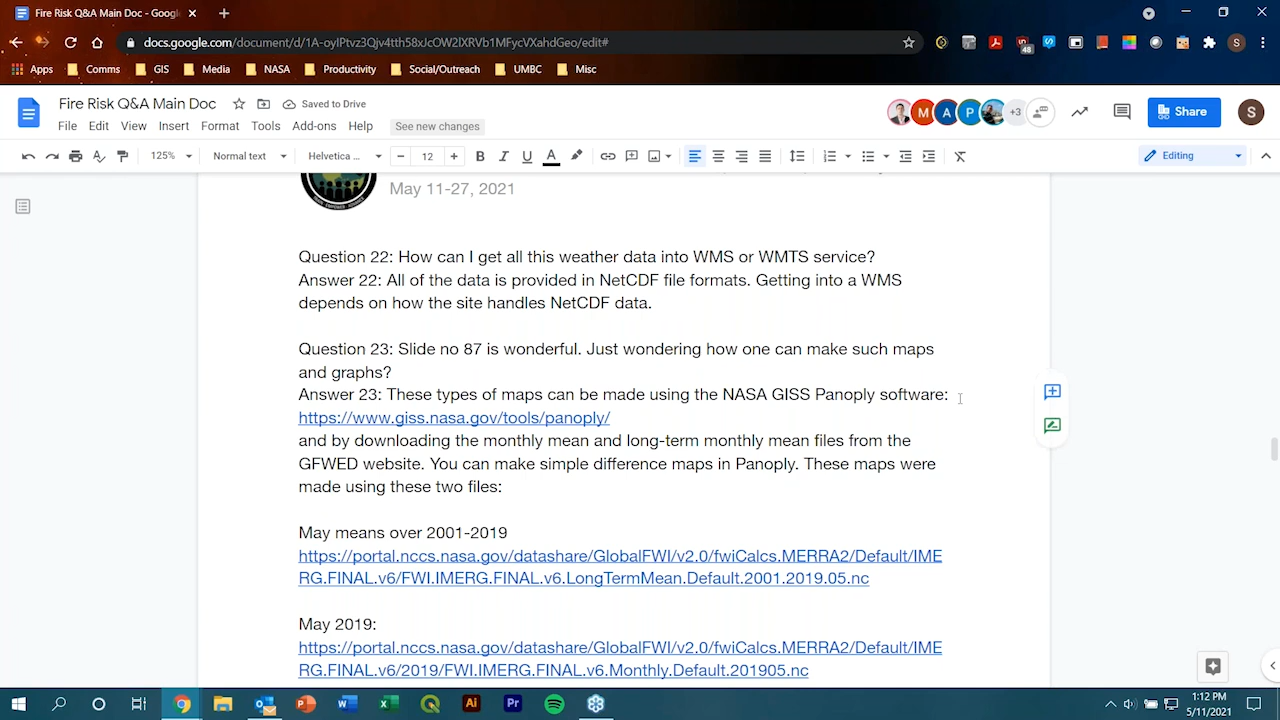 Fire Risk Q&A Main Doc - Google
docs.google.com/document/d/1A-oyIPtvz3Qjv4tth58xJcOW2lXRVb1MFycVXahdGeo/edit#
48
S
Apps Comms GIS Media NASA Productivity Social/Outreach UMBC Misc
Fire Risk Q&A Main Doc Saved to Drive
M A P +3 Share S
File Edit View Insert Format Tools Add-ons Help See new changes
125% Normal text Helvetica ... 12 B I U A Editing
May 11-27, 2021
Question 22: How can I get all this weather data into WMS or WMTS service?
Answer 22: All of the data is provided in NetCDF file formats. Getting into a WMS
depends on how the site handles NetCDF data.
Question 23: Slide no 87 is wonderful. Just wondering how one can make such maps
and graphs?
Answer 23: These types of maps can be made using the NASA GISS Panoply software:
https://www.giss.nasa.gov/tools/panoply/
and by downloading the monthly mean and long-term monthly mean files from the
GFWED website. You can make simple difference maps in Panoply. These maps were
made using these two files:
May means over 2001-2019
https://portal.nccs.nasa.gov/datashare/GlobalFWI/v2.0/fwiCalcs.MERRA2/Default/IME
RG.FINAL.v6/FWI.IMERG.FINAL.v6.LongTermMean.Default.2001.2019.05.nc
May 2019:
https://portal.nccs.nasa.gov/datashare/GlobalFWI/v2.0/fwiCalcs.MERRA2/Default/IME
RG.FINAL.v6/2019/FWI.IMERG.FINAL.v6.Monthly.Default.201905.nc
Ai Pr
1:12 PM
5/11/2021